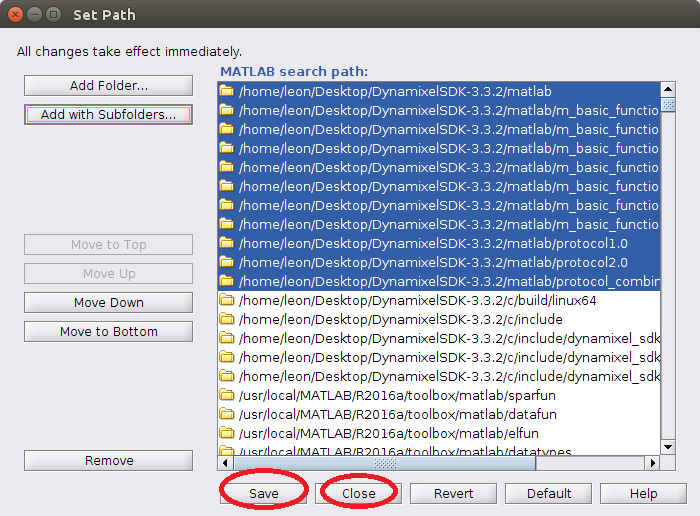 Set Path
All changes take effect immediately.
Add Folder...
Add with Subfolders...
Move to Top
Move Up
Move Down
Move to Bottom
Remove
MATLAB search path:
/home/leon/Desktop/DynamixelSDK-3.3.2/matlab
/home/leon/Desktop/DynamixelSDK-3.3.2/matlab/m_basic_functio
/home/leon/Desktop/DynamixelSDK-3.3.2/matlab/m_basic_functio
/home/leon/Desktop/DynamixelSDK-3.3.2/matlab/m_basic_functio
/home/leon/Desktop/DynamixelSDK-3.3.2/matlab/m_basic_functio
/home/leon/Desktop/DynamixelSDK-3.3.2/matlab/m_basic_functio
/home/leon/Desktop/DynamixelSDK-3.3.2/matlab/m_basic_functio
/home/leon/Desktop/DynamixelSDK-3.3.2/matlab/m_basic_functio
/home/leon/Desktop/DynamixelSDK-3.3.2/matlab/protocol1.0
/home/leon/Desktop/DynamixelSDK-3.3.2/matlab/protocol2.0
/home/leon/Desktop/DynamixelSDK-3.3.2/matlab/protocol_combin
/home/leon/Desktop/DynamixelSDK-3.3.2/c/build/linux64
/home/leon/Desktop/DynamixelSDK-3.3.2/c/include
/home/leon/Desktop/DynamixelSDK-3.3.2/c/include/dynamixel_sdk
/home/leon/Desktop/DynamixelSDK-3.3.2/c/include/dynamixel_sdk
/home/leon/Desktop/DynamixelSDK-3.3.2/c/include/dynamixel_sdk
/usr/local/MATLAB/R2016a/toolbox/matlab/sparfun
/usr/local/MATLAB/R2016a/toolbox/matlab/datafun
/usr/local/MATLAB/R2016a/toolbox/matlab/elfun
/usr/local/MATLAB/R2016a/toolbox/matlab/datatypes
Save
Close
Revert
Default
Help